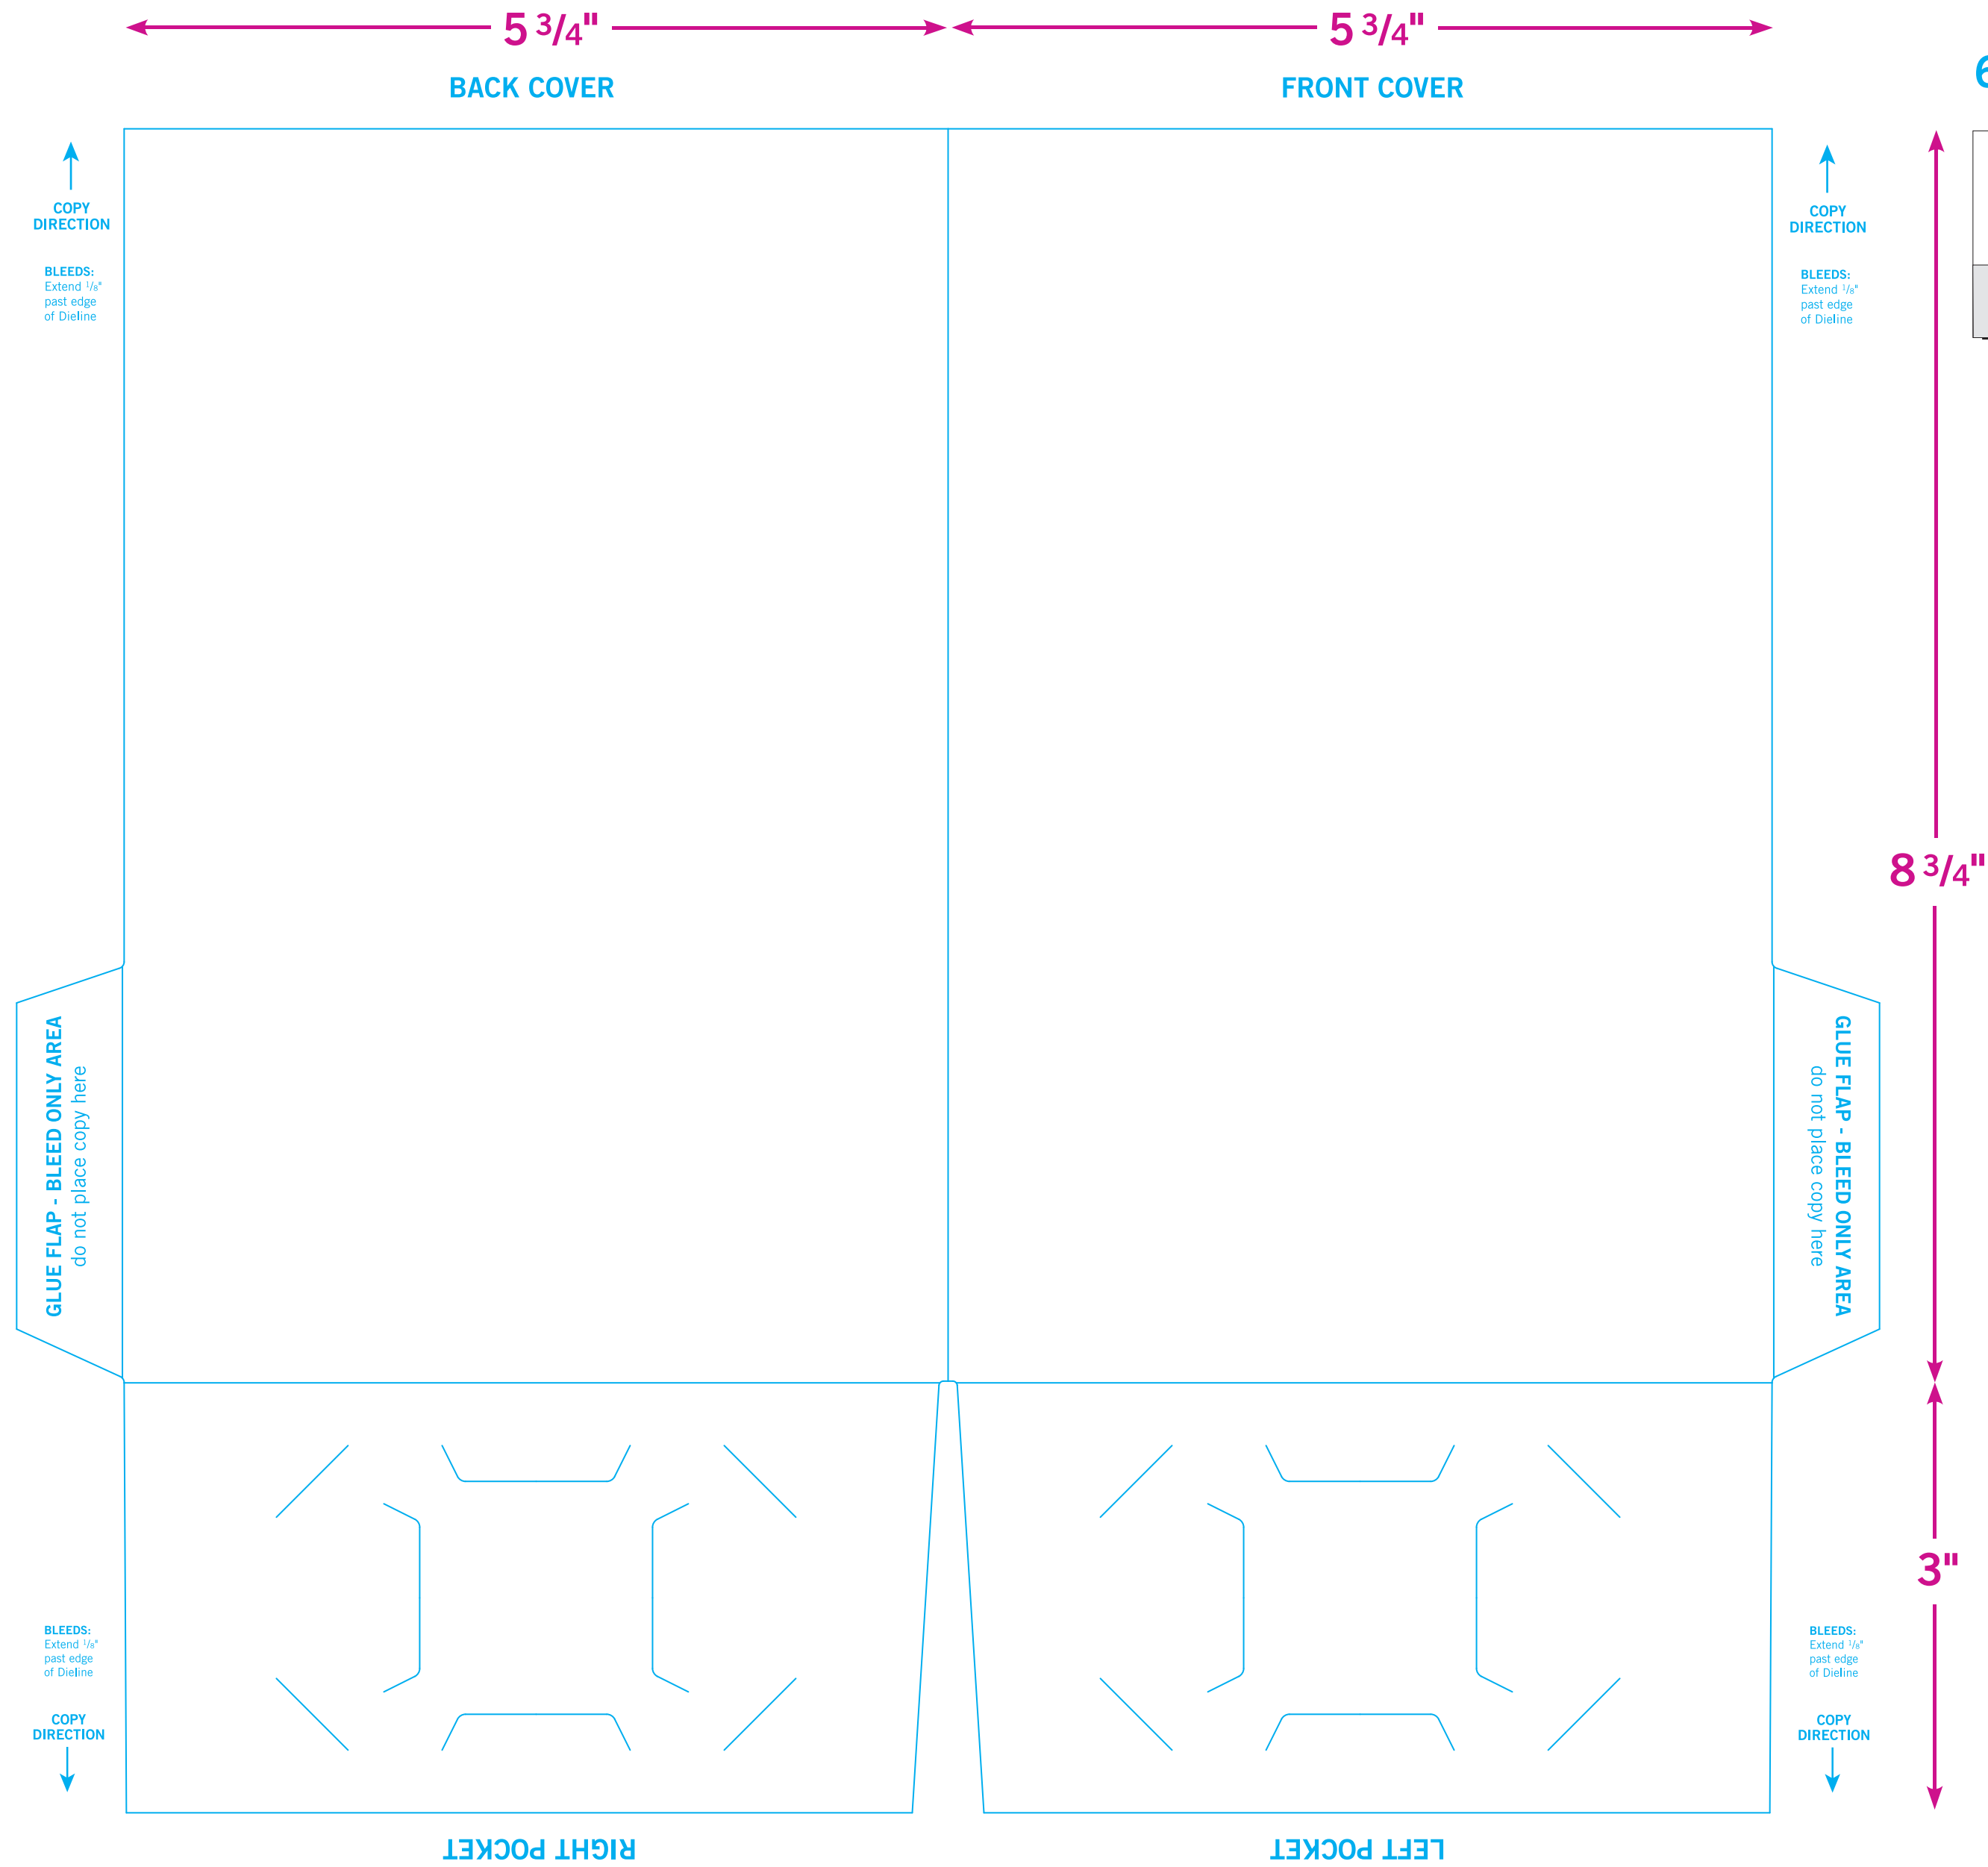 5 3/4"
5 3/4"
BACK COVER
FRONT COVER
6
COPY
DIRECTION
BLEEDS:
Extend 1/8"
past edge
of Dieline
COPY
DIRECTION
BLEEDS:
Extend 1/8"
past edge
of Dieline
8 3/4"
GLUE FLAP - BLEED ONLY AREA
do not place copy here
GLUE FLAP - BLEED ONLY AREA
do not place copy here
3"
BLEEDS:
Extend 1/8"
past edge
of Dieline
COPY
DIRECTION
BLEEDS:
Extend 1/8"
past edge
of Dieline
COPY
DIRECTION
RIGHT POCKET
LEFT POCKET